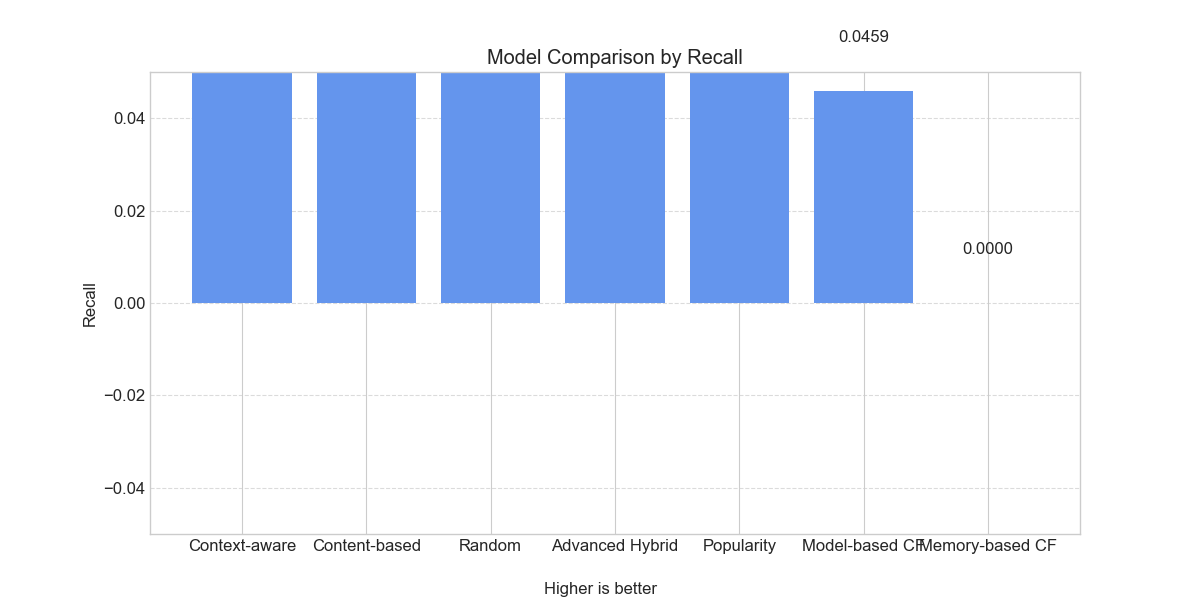 0.0459
Model Comparison by Recall
0.04
0.02
0.0000
0.00
Recall
−0.02
−0.04
Context-aware Content-based Random Advanced Hybrid Popularity Model-based CF Memory-based CF
Higher is better